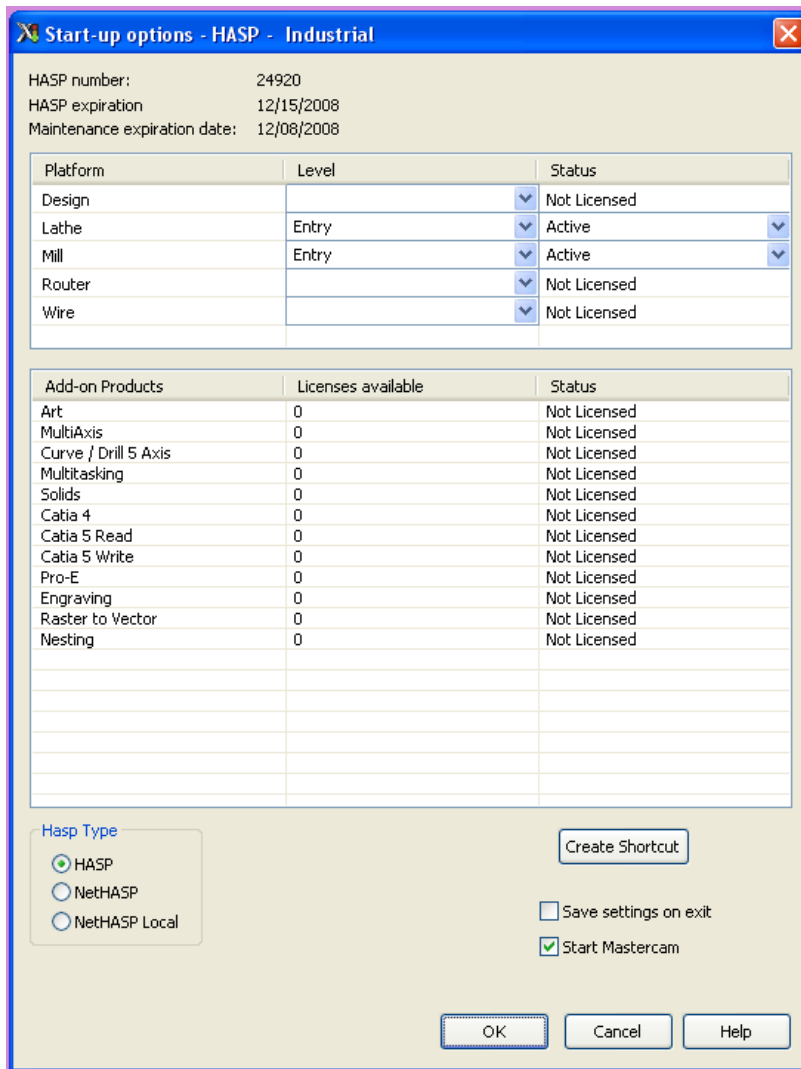 Start-up options - HASP - Industrial
HASP number: 24920
HASP expiration 12/15/2008
Maintenance expiration date: 12/08/2008
Platform Level Status
Design Not Licensed
Lathe Entry Active
Mill Entry Active
Router Not Licensed
Wire Not Licensed
Add-on Products Licenses available Status
Art 0 Not Licensed
MultiAxis 0 Not Licensed
Curve / Drill 5 Axis 0 Not Licensed
Multitasking 0 Not Licensed
Solids 0 Not Licensed
Catia 4 0 Not Licensed
Catia 5 Read 0 Not Licensed
Catia 5 Write 0 Not Licensed
Pro-E 0 Not Licensed
Engraving 0 Not Licensed
Raster to Vector 0 Not Licensed
Nesting 0 Not Licensed
Hasp Type
HASP
NetHASP
NetHASP Local
Create Shortcut
Save settings on exit
Start Mastercam
OK Cancel Help